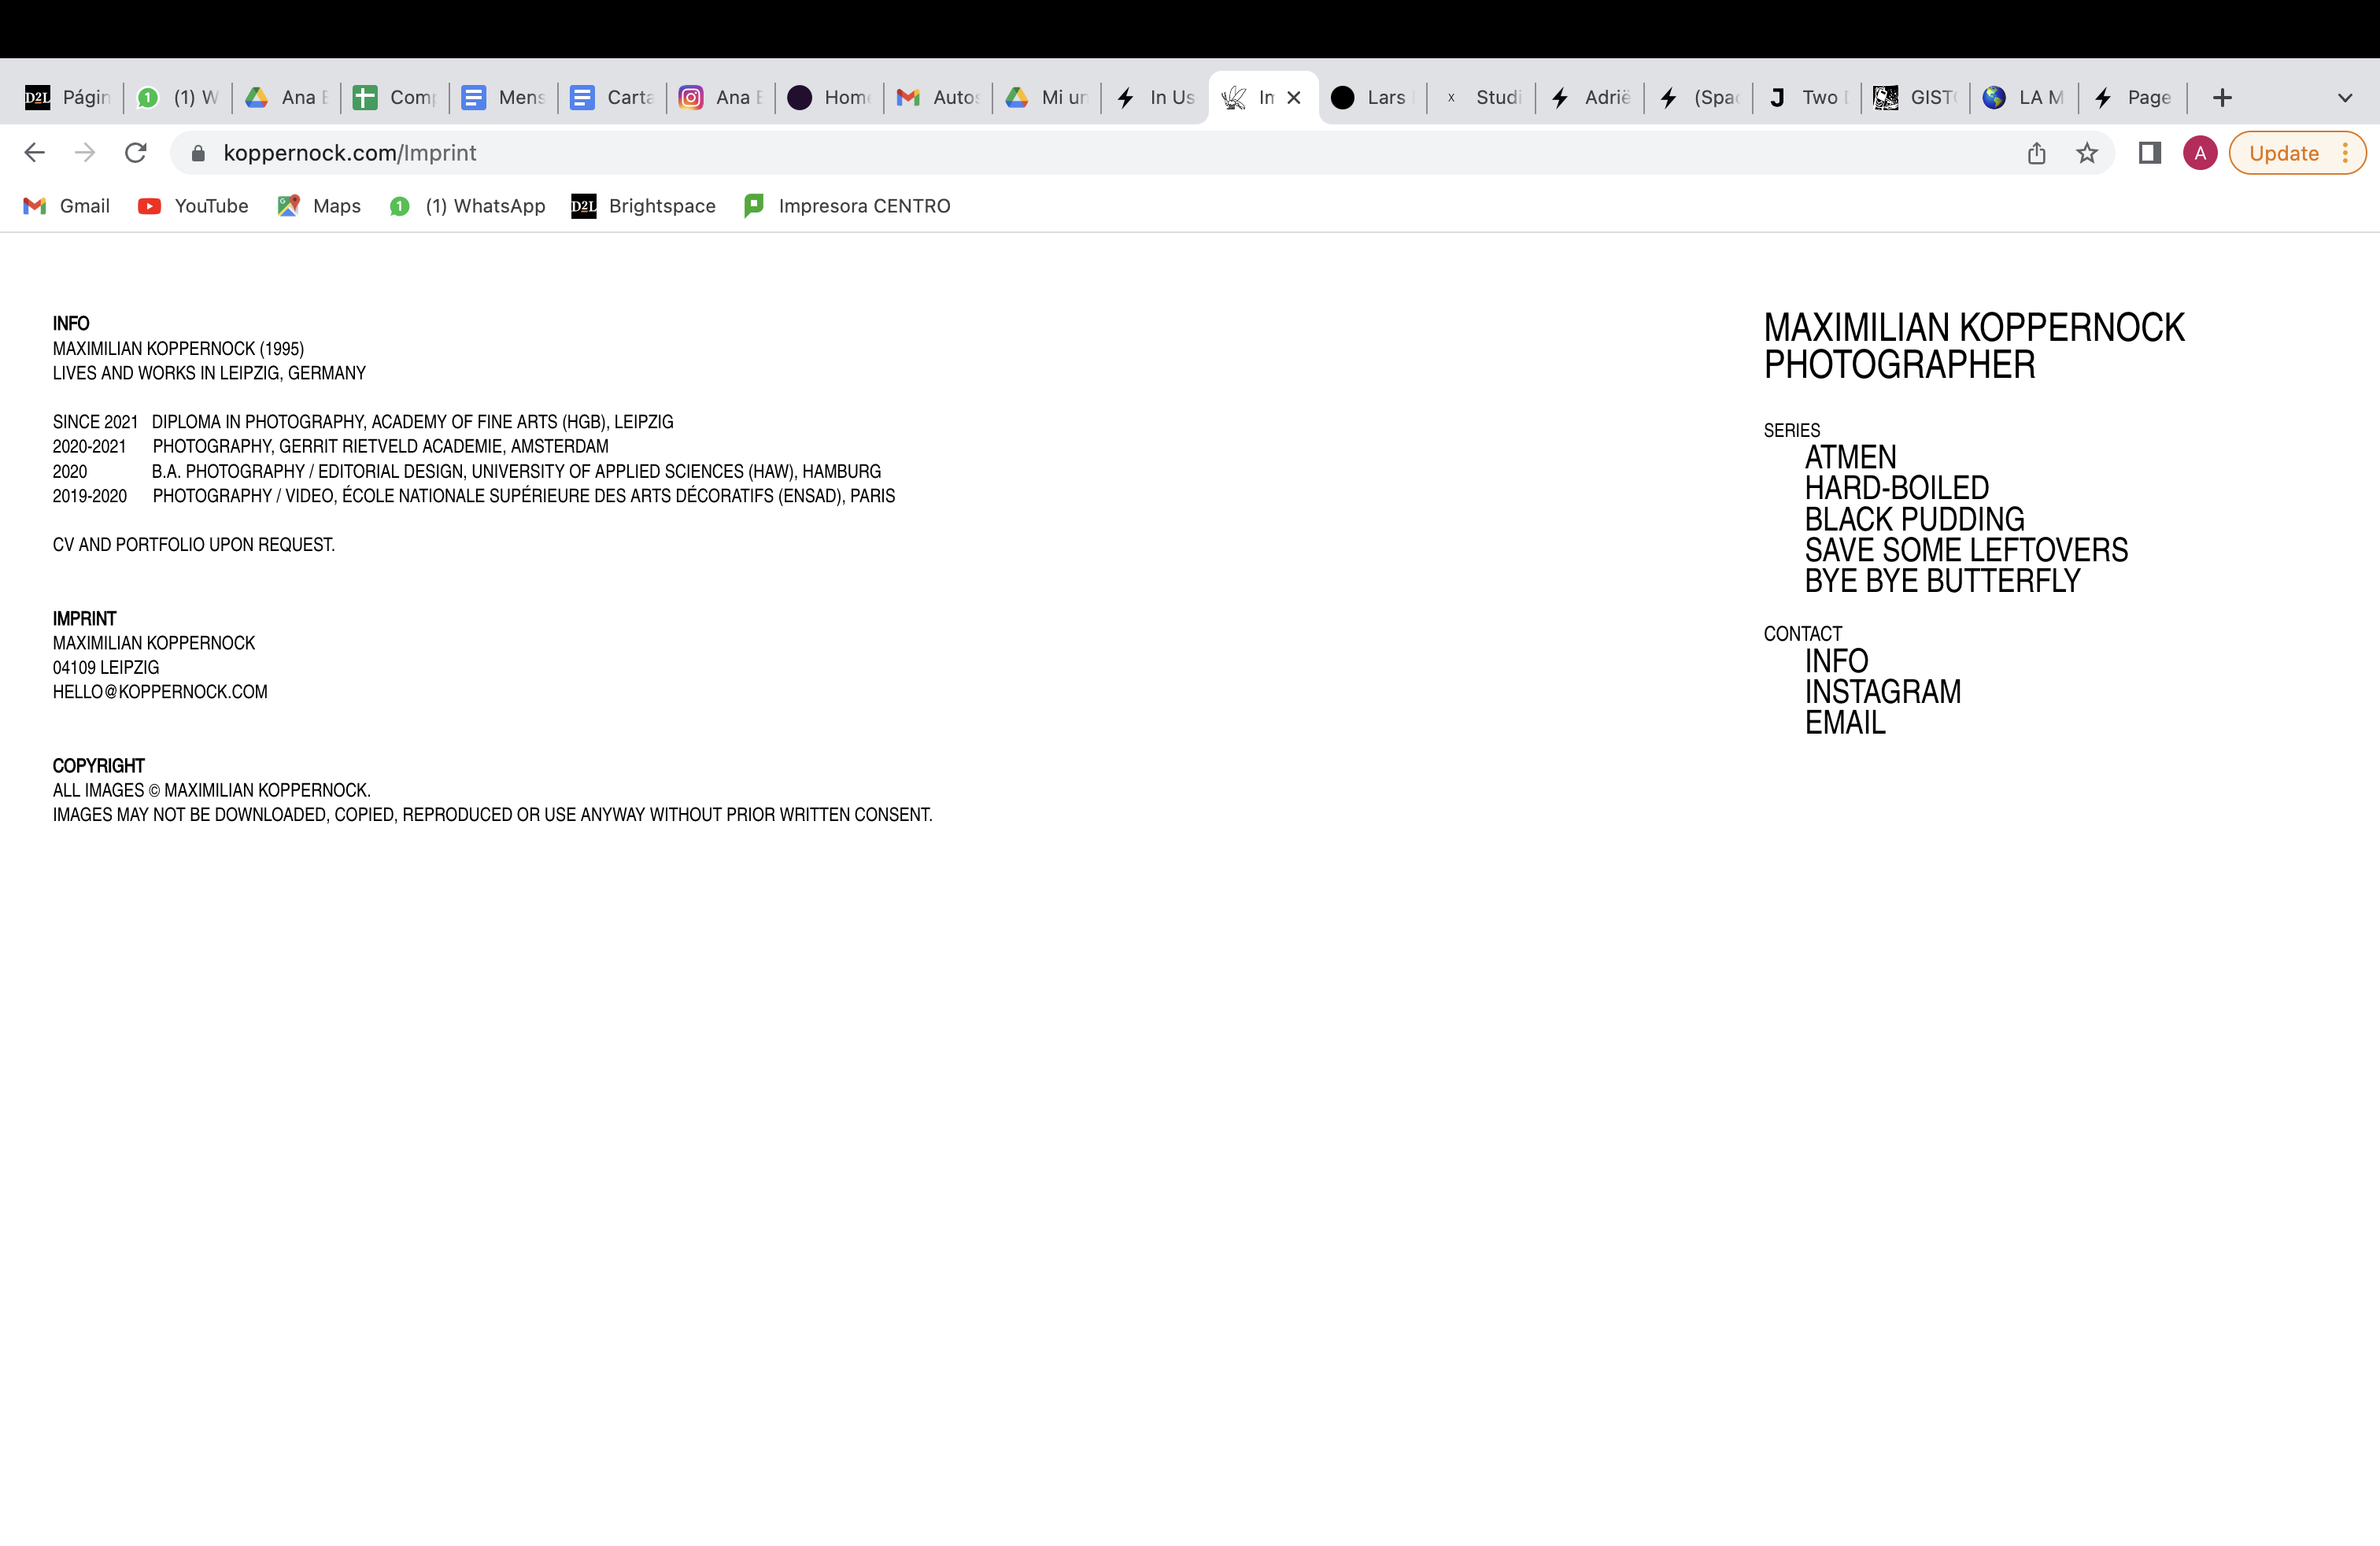 D2L Págin (1) W Ana E Comp Mens Carta Ana E Home Autos Mi un In Us In Lars Studi Adrië (Spac J Two D GIST LA M Page
koppernock.com/Imprint A Update
Gmail YouTube Maps (1) WhatsApp D2L Brightspace Impresora CENTRO
INFO
MAXIMILIAN KOPPERNOCK (1995)
LIVES AND WORKS IN LEIPZIG, GERMANY
SINCE 2021 DIPLOMA IN PHOTOGRAPHY, ACADEMY OF FINE ARTS (HGB), LEIPZIG
2020-2021 PHOTOGRAPHY, GERRIT RIETVELD ACADEMIE, AMSTERDAM
2020 B.A. PHOTOGRAPHY / EDITORIAL DESIGN, UNIVERSITY OF APPLIED SCIENCES (HAW), HAMBURG
2019-2020 PHOTOGRAPHY / VIDEO, ÉCOLE NATIONALE SUPÉRIEURE DES ARTS DÉCORATIFS (ENSAD), PARIS
CV AND PORTFOLIO UPON REQUEST.
IMPRINT
MAXIMILIAN KOPPERNOCK
04109 LEIPZIG
HELLO@KOPPERNOCK.COM
COPYRIGHT
ALL IMAGES © MAXIMILIAN KOPPERNOCK.
IMAGES MAY NOT BE DOWNLOADED, COPIED, REPRODUCED OR USE ANYWAY WITHOUT PRIOR WRITTEN CONSENT.
MAXIMILIAN KOPPERNOCK
PHOTOGRAPHER
SERIES
ATMEN
HARD-BOILED
BLACK PUDDING
SAVE SOME LEFTOVERS
BYE BYE BUTTERFLY
CONTACT
INFO
INSTAGRAM
EMAIL